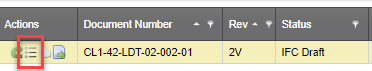 Actions Document Number Rev Status
CL1-42-LDT-02-002-01 2V IFC Draft